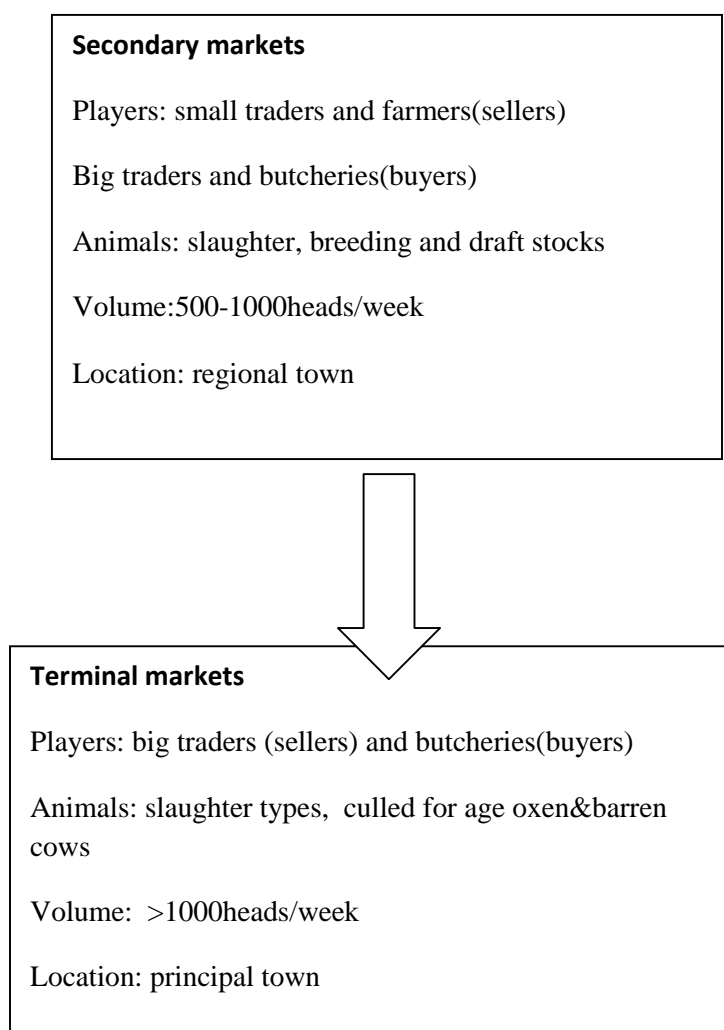 Secondary markets
Players: small traders and farmers(sellers)
Big traders and butcheries(buyers)
Animals: slaughter, breeding and draft stocks
Volume:500-1000heads/week
Location: regional town
Terminal markets
Players: big traders (sellers) and butcheries(buyers)
Animals: slaughter types, culled for age oxen&barren
cows
Volume: >1000heads/week
Location: principal town